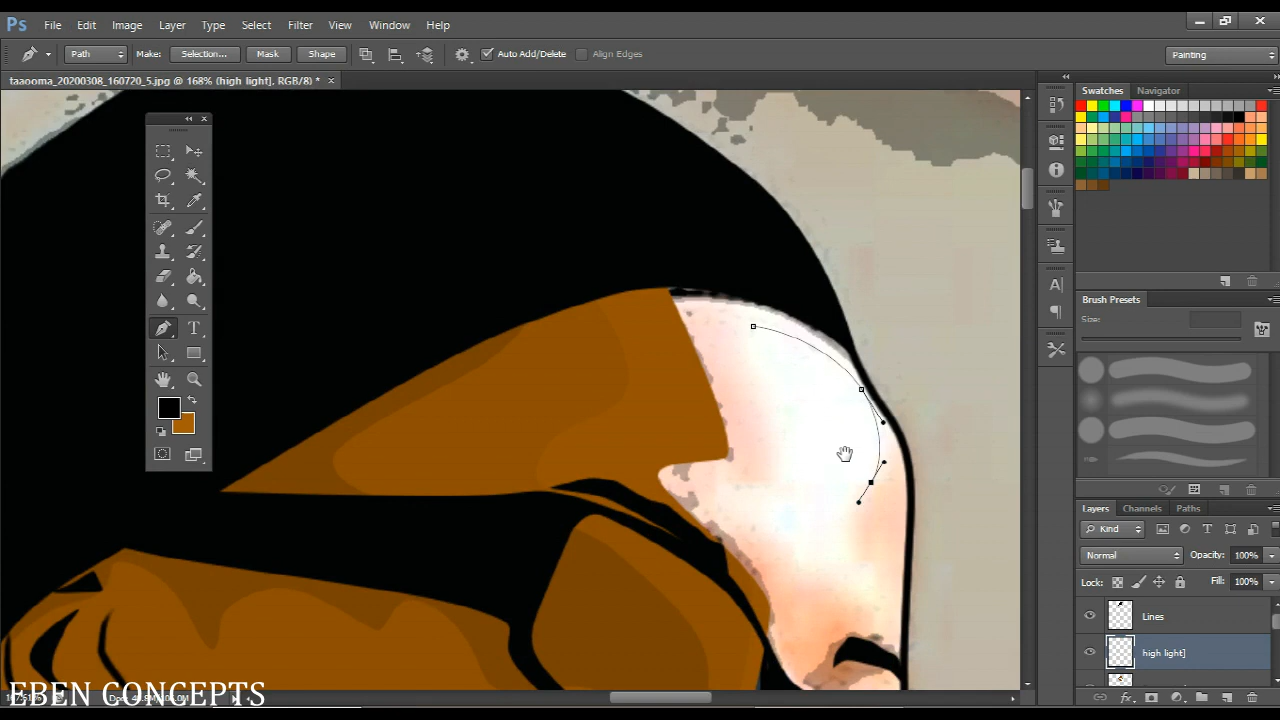 Ps File Edit Image Layer Type Select Filter View Window Help
Path Make: Selection... Mask Shape Auto Add/Delete Align Edges Painting
taaooma_20200308_160720_5.jpg @ 168% (high light], RGB/8) *
Swatches Navigator
Brush Presets
Size:
Layers Channels Paths
Kind
Normal Opacity: 100%
Lock: Fill: 100%
Lines
high light]
EBEN CONCEPTS